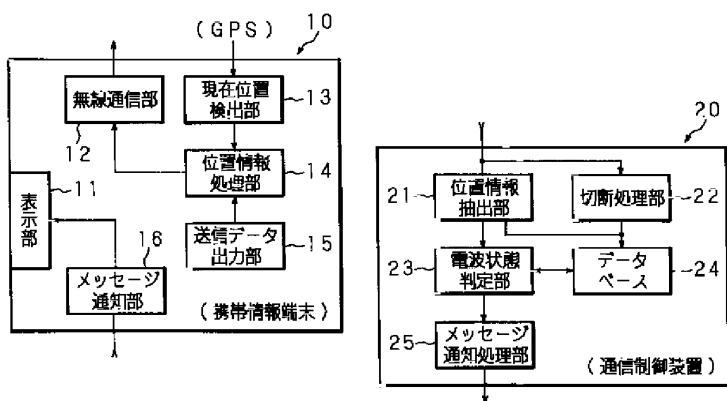 (GPS)
10
無線通信部
12
現在位置
検出部
13
位置情報
処理部
14
11
表示部
送信データ
出力部
15
16
メッセージ
通知部
(携帯情報端末)
20
21
位置情報
抽出部
切断処理部
22
23
電波状態
判定部
データ
ベース
24
25
メッセージ
通知処理部
(通信制御装置)